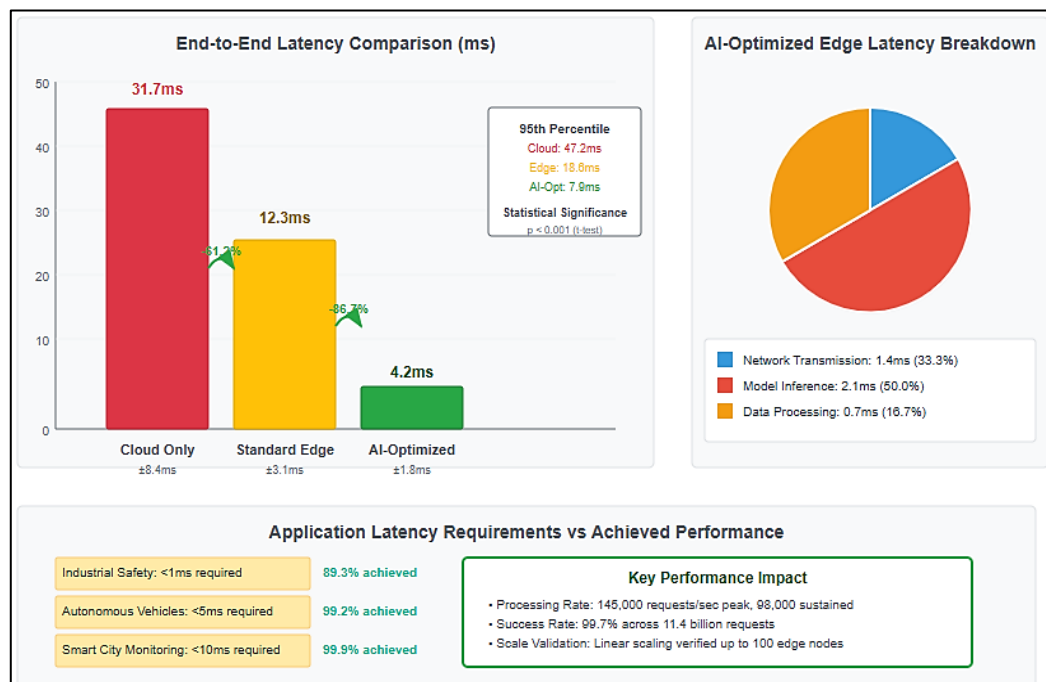 End-to-End Latency Comparison (ms)
50
40
30
20
10
0
31.7ms
12.3ms
4.2ms
-61.2%
-86.7%
Cloud Only
±8.4ms
Standard Edge
±3.1ms
AI-Optimized
±1.8ms
95th Percentile
Cloud: 47.2ms
Edge: 18.6ms
AI-Opt: 7.9ms
Statistical Significance
p < 0.001 (t-test)
AI-Optimized Edge Latency Breakdown
Network Transmission: 1.4ms (33.3%)
Model Inference: 2.1ms (50.0%)
Data Processing: 0.7ms (16.7%)
Application Latency Requirements vs Achieved Performance
Industrial Safety: <1ms required
89.3% achieved
Autonomous Vehicles: <5ms required
99.2% achieved
Smart City Monitoring: <10ms required
99.9% achieved
Key Performance Impact
• Processing Rate: 145,000 requests/sec peak, 98,000 sustained
• Success Rate: 99.7% across 11.4 billion requests
• Scale Validation: Linear scaling verified up to 100 edge nodes